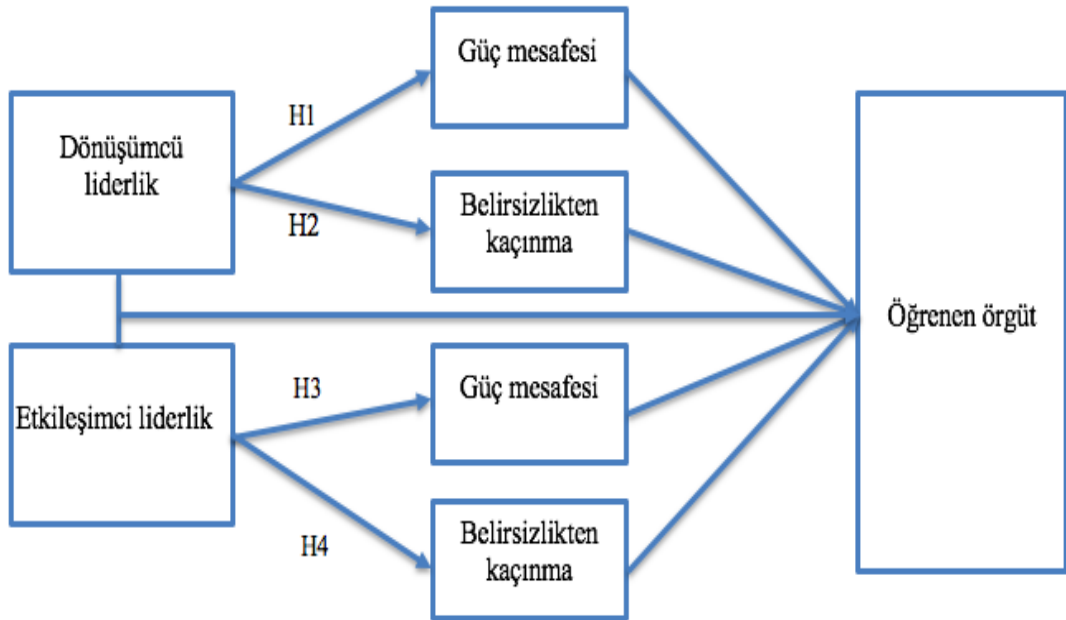 Güç mesafesi
H1
Dönüşümcü
liderlik
H2
Belirsizlikten
kaçınma
Öğrenen örgüt
Etkileşimci liderlik
H3
Güç mesafesi
H4
Belirsizlikten
kaçınma